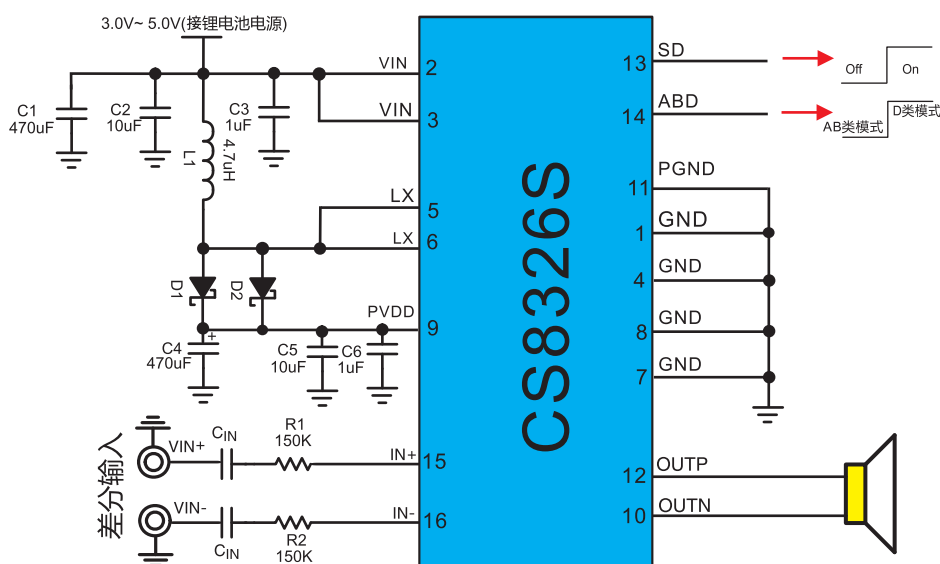 3.0V~ 5.0V(接锂电池电源)
C1
470uF
C2
10uF
C3
1uF
L1
4.7uH
VIN
2
VIN
3
LX
5
LX
6
D1
D2
PVDD
9
+
C4
470uF
C5
10uF
C6
1uF
差分输入
VIN+
CIN
R1
150K
IN+
15
VIN-
CIN
R2
150K
IN-
16
CS8326S
13
SD
Off
On
14
ABD
AB类模式
D类模式
11
PGND
1
GND
4
GND
8
GND
7
GND
12
OUTP
10
OUTN